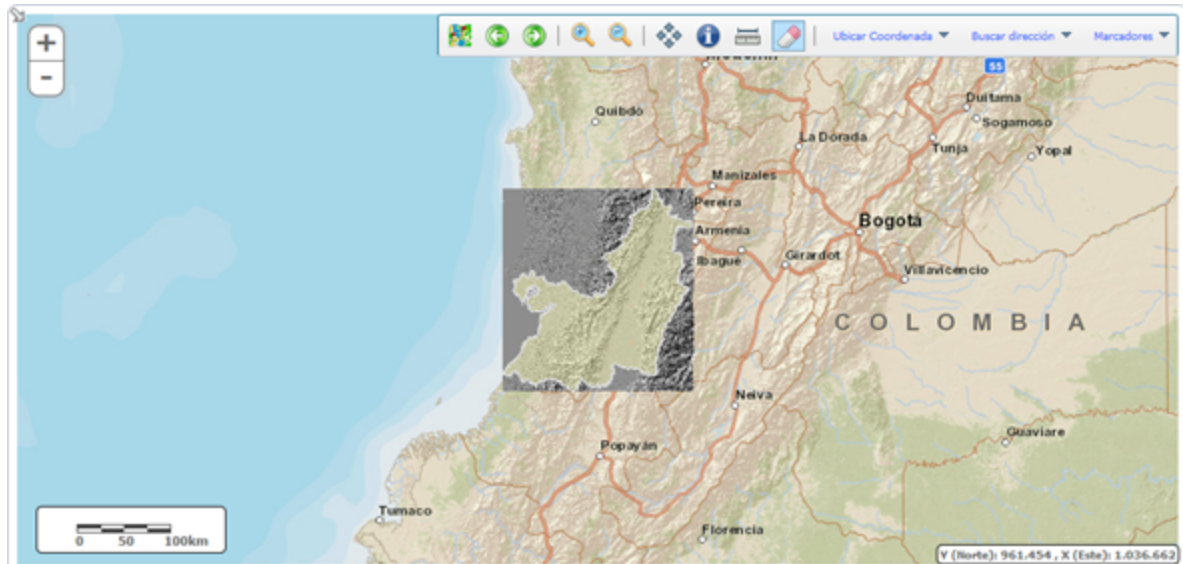 +
-
Ubicar Coordenada
Buscar dirección
Marcadores
55
Duitama
Quibdó
Sogamoso
La Dorada
Tunja
Yopal
Manizales
Pereira
Bogotá
Armenia
Ibague
Girardot
Villavicencio
COLOMBIA
Neiva
Guaviare
Popayán
Tumaco
Florencia
0 50 100km
Y (Norte): 961.454 , X (Este): 1.036.662